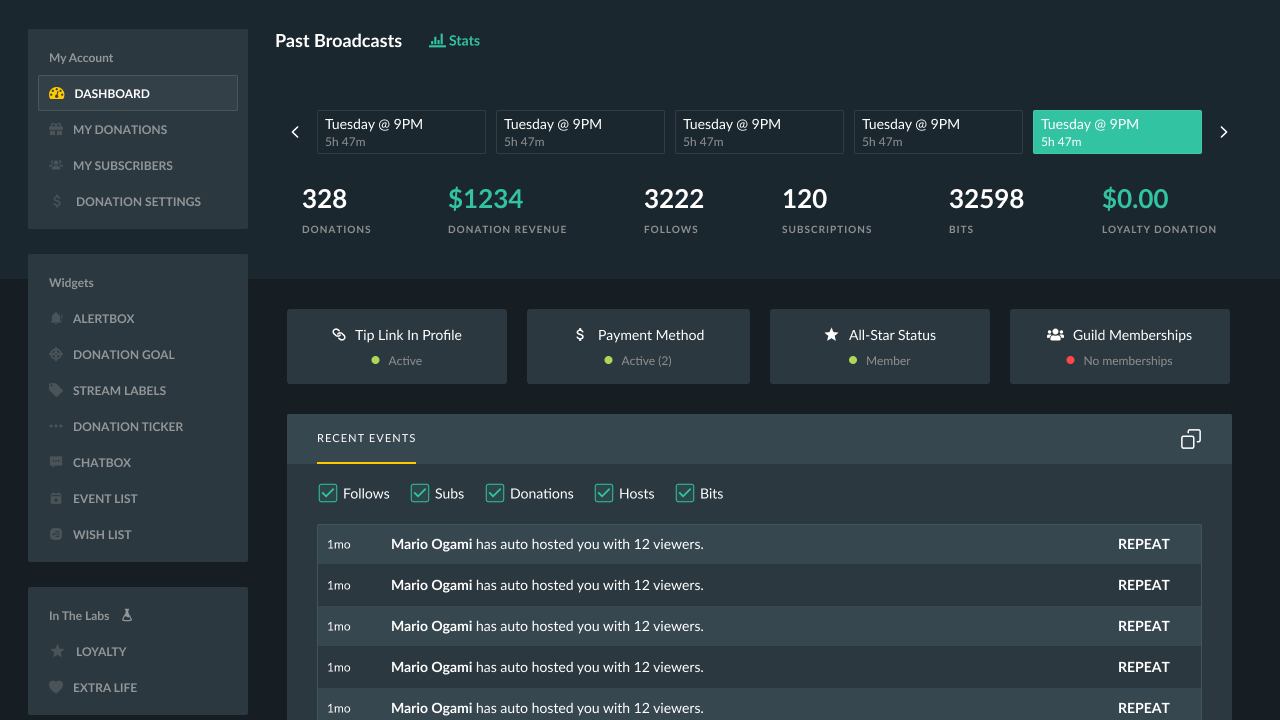 My Account
DASHBOARD
MY DONATIONS
MY SUBSCRIBERS
DONATION SETTINGS
Widgets
ALERTBOX
DONATION GOAL
STREAM LABELS
DONATION TICKER
CHATBOX
EVENT LIST
WISH LIST
In The Labs
LOYALTY
EXTRA LIFE
Past Broadcasts Stats
Tuesday @ 9PM Tuesday @ 9PM Tuesday @ 9PM Tuesday @ 9PM Tuesday @ 9PM
5h 47m 5h 47m 5h 47m 5h 47m 5h 47m
328 $1234 3222 120 32598 $0.00
DONATIONS DONATION REVENUE FOLLOWS SUBSCRIPTIONS BITS LOYALTY DONATION
Tip Link In Profile Payment Method All-Star Status Guild Memberships
Active Active (2) Member No memberships
RECENT EVENTS
Follows Subs Donations Hosts Bits
1mo Mario Ogami has auto hosted you with 12 viewers. REPEAT
1mo Mario Ogami has auto hosted you with 12 viewers. REPEAT
1mo Mario Ogami has auto hosted you with 12 viewers. REPEAT
1mo Mario Ogami has auto hosted you with 12 viewers. REPEAT
1mo Mario Ogami has auto hosted you with 12 viewers. REPEAT